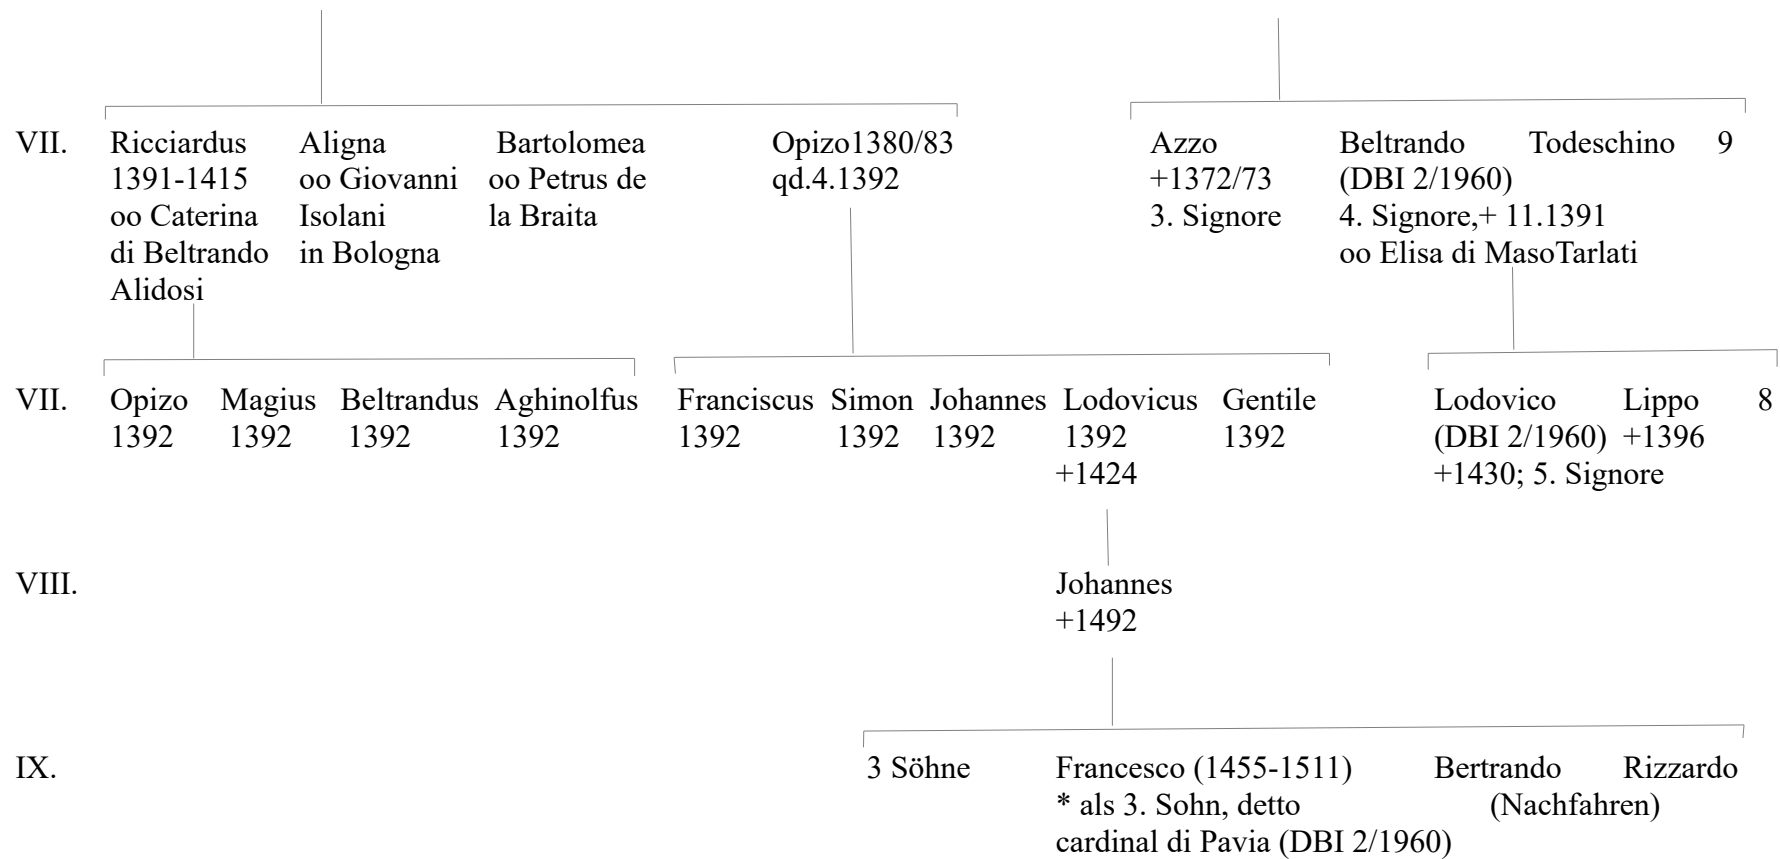 VII. Ricciardus Aligna Bartolomea Opizo1380/83 Azzo Beltrando Todeschino 9
1391-1415 oo Giovanni oo Petrus de qd.4.1392 +1372/73 (DBI 2/1960)
oo Caterina Isolani la Braita 3. Signore 4. Signore,+ 11.1391
di Beltrando in Bologna oo Elisa di MasoTarlati
Alidosi
VII. Opizo Magius Beltrandus Aghinolfus Franciscus Simon Johannes Lodovicus Gentile Lodovico Lippo 8
1392 1392 1392 1392 1392 1392 1392 1392 1392 (DBI 2/1960) +1396
+1424 +1430; 5. Signore
VIII. Johannes
+1492
IX. 3 Söhne Francesco (1455-1511) Bertrando Rizzardo
* als 3. Sohn, detto (Nachfahren)
cardinal di Pavia (DBI 2/1960)